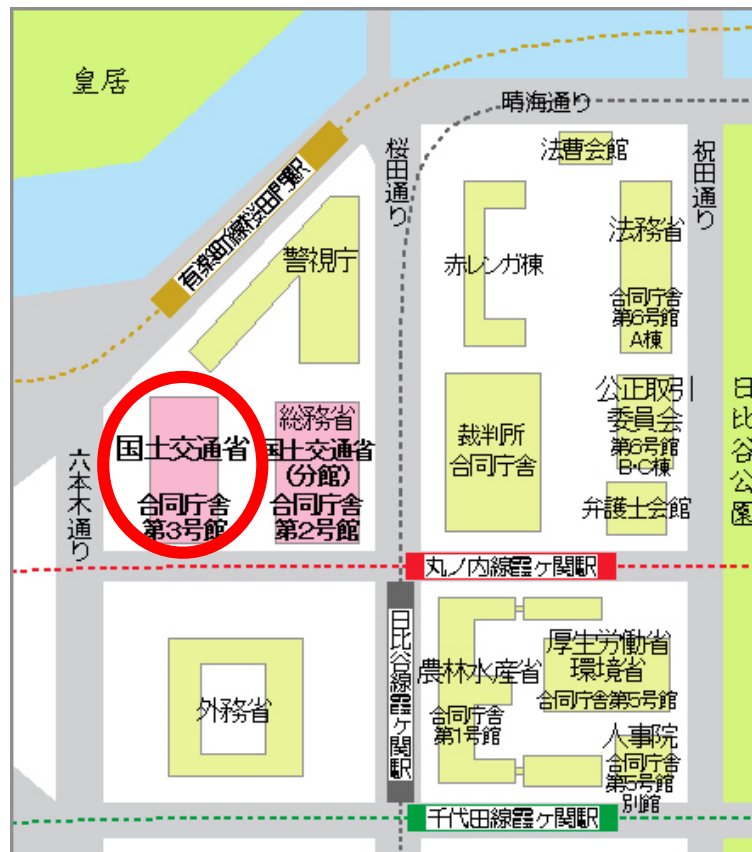 皇居
晴海通り
桜田通り
祝田通り
法曹会館
有楽町線桜田門駅
警視庁
赤レンガ棟
法務省
合同庁舎
第6号館
A棟
国土交通省
合同庁舎
第3号館
総務省
国土交通省
(分館)
合同庁舎
第2号館
裁判所
合同庁舎
公正取引
委員会
第6号館
B・C棟
弁護士会館
日比谷公園
六本木通り
丸ノ内線霞ヶ関駅
日比谷線霞ヶ関駅
外務省
農林水産省
合同庁舎
第1号館
厚生労働省
環境省
合同庁舎第5号館
人事院
合同庁舎
第5号館
別館
千代田線霞ヶ関駅